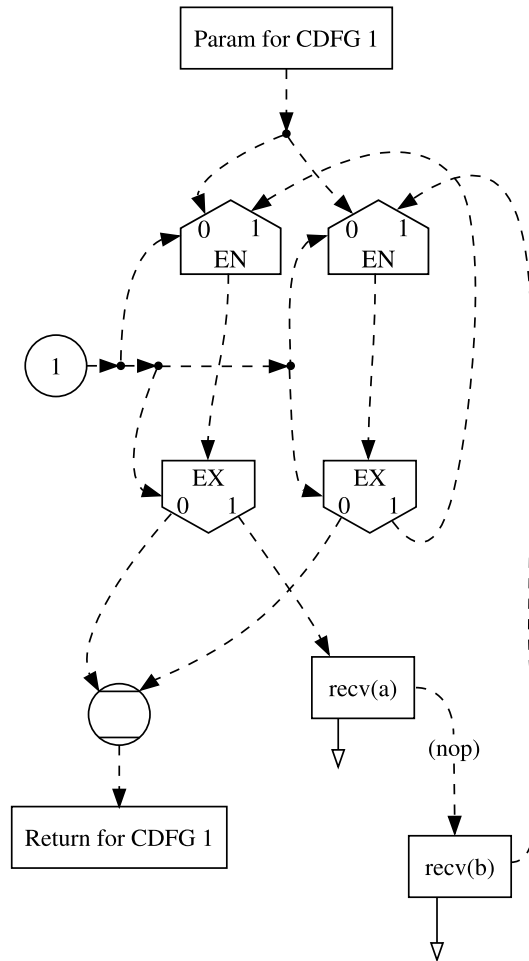 Param for CDFG 1
0 1
EN
0 1
EN
1
EX
0 1
EX
0 1
recv(a)
(nop)
Return for CDFG 1
recv(b)